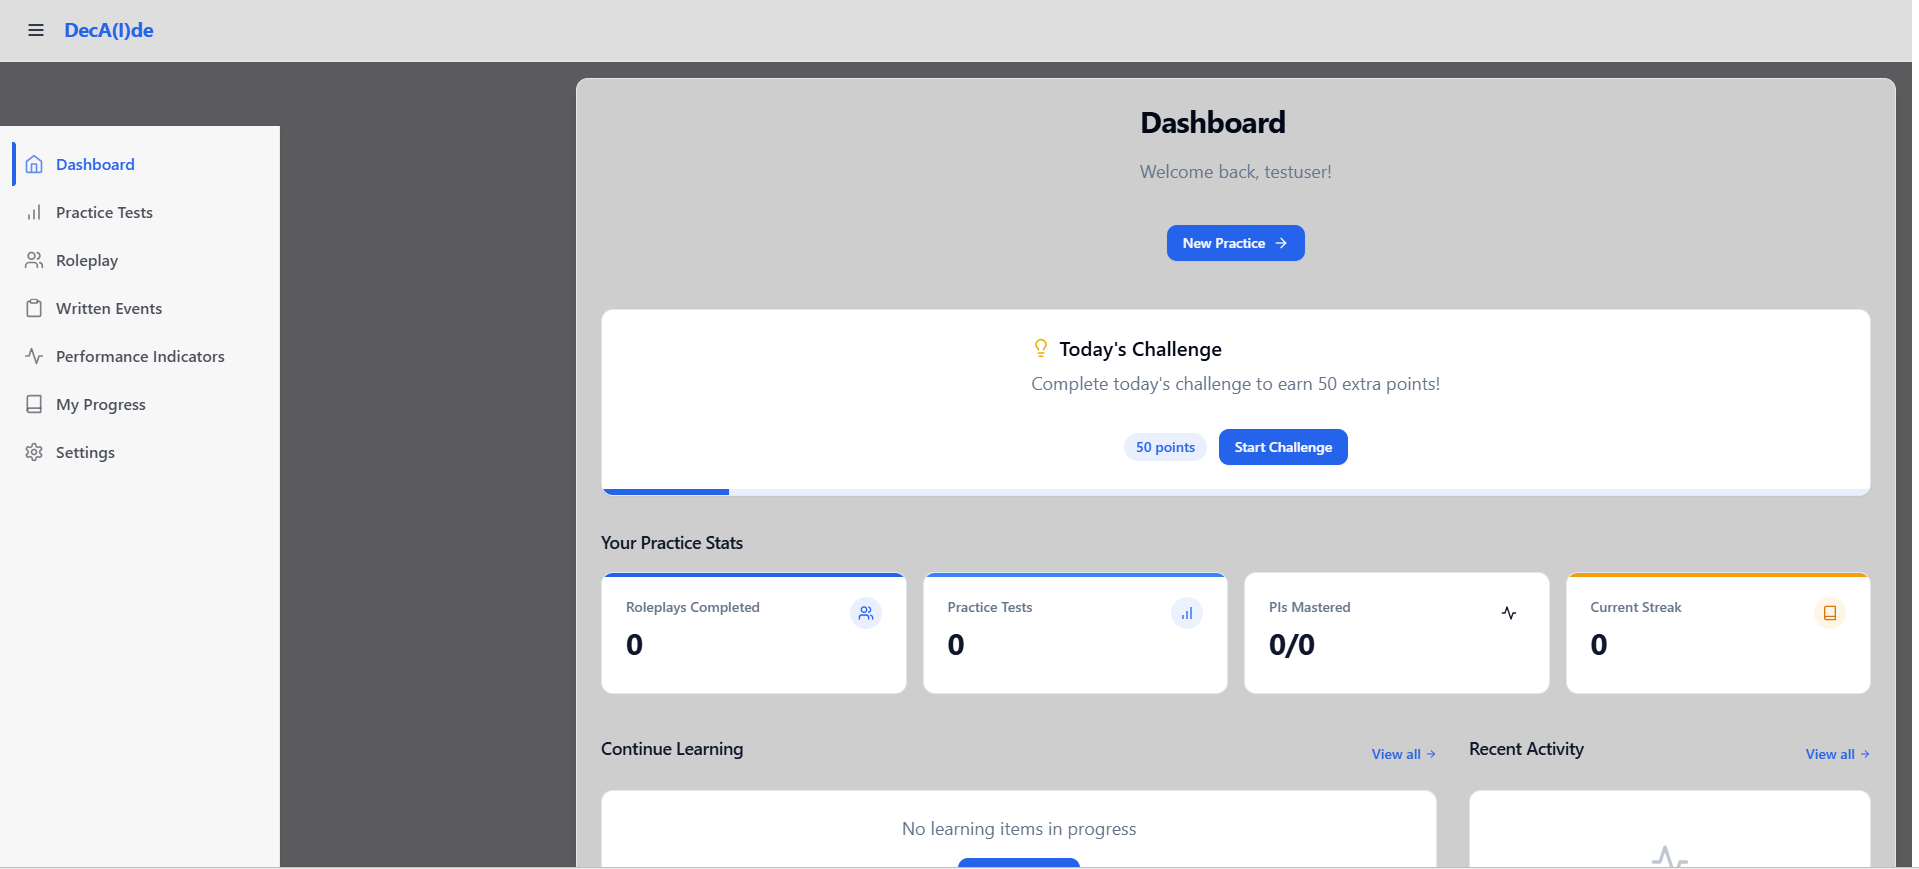 DecA(I)de
Dashboard
Practice Tests
Roleplay
Written Events
Performance Indicators
My Progress
Settings
Dashboard
Welcome back, testuser!
New Practice
Today's Challenge
Complete today's challenge to earn 50 extra points!
50 points
Start Challenge
Your Practice Stats
Roleplays Completed
0
Practice Tests
0
PIs Mastered
0/0
Current Streak
0
Continue Learning
View all
No learning items in progress
Recent Activity
View all